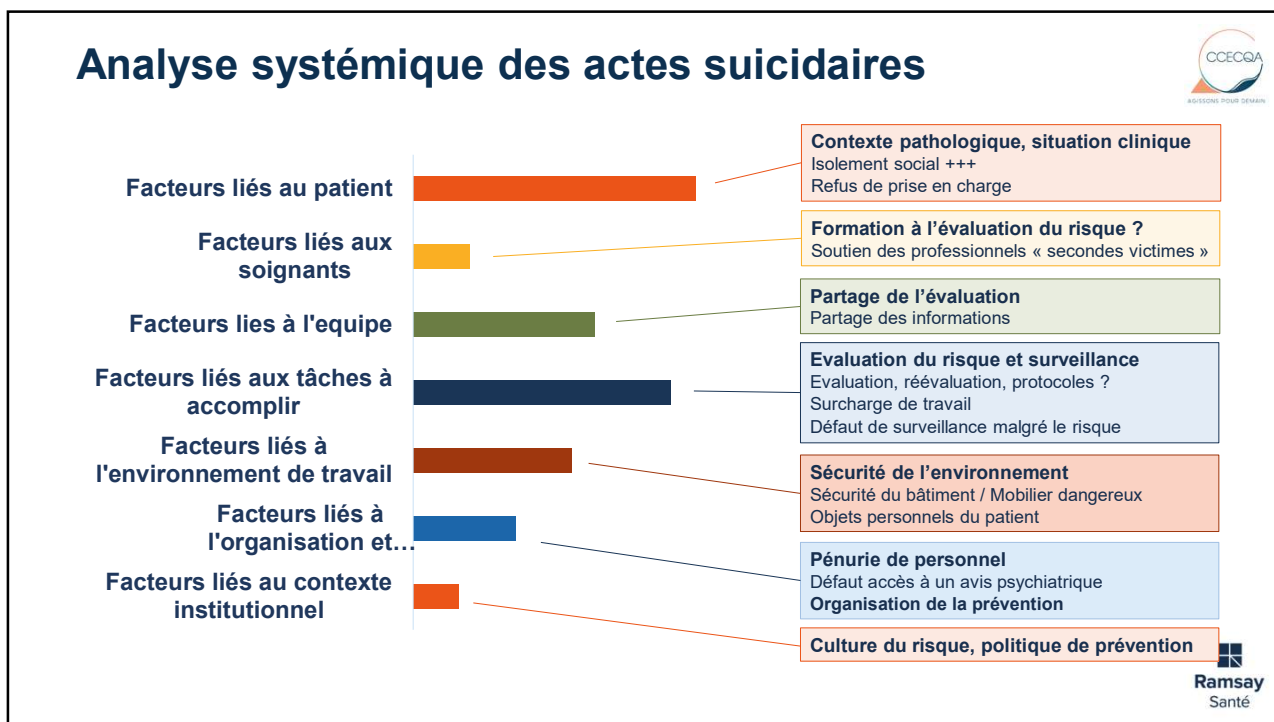 Analyse systémique des actes suicidaires
CCECQA
AGISSONS POUR DEMAIN
Facteurs liés au patient
Facteurs liés aux
soignants
Facteurs lies à l'equipe
Facteurs liés aux tâches à
accomplir
Facteurs liés à
l'environnement de travail
Facteurs liés à
l'organisation et…
Facteurs liés au contexte
institutionnel
Contexte pathologique, situation clinique
Isolement social +++
Refus de prise en charge
Formation à l’évaluation du risque ?
Soutien des professionnels « secondes victimes »
Partage de l’évaluation
Partage des informations
Evaluation du risque et surveillance
Evaluation, réévaluation, protocoles ?
Surcharge de travail
Défaut de surveillance malgré le risque
Sécurité de l’environnement
Sécurité du bâtiment / Mobilier dangereux
Objets personnels du patient
Pénurie de personnel
Défaut accès à un avis psychiatrique
Organisation de la prévention
Culture du risque, politique de prévention
Ramsay
Santé